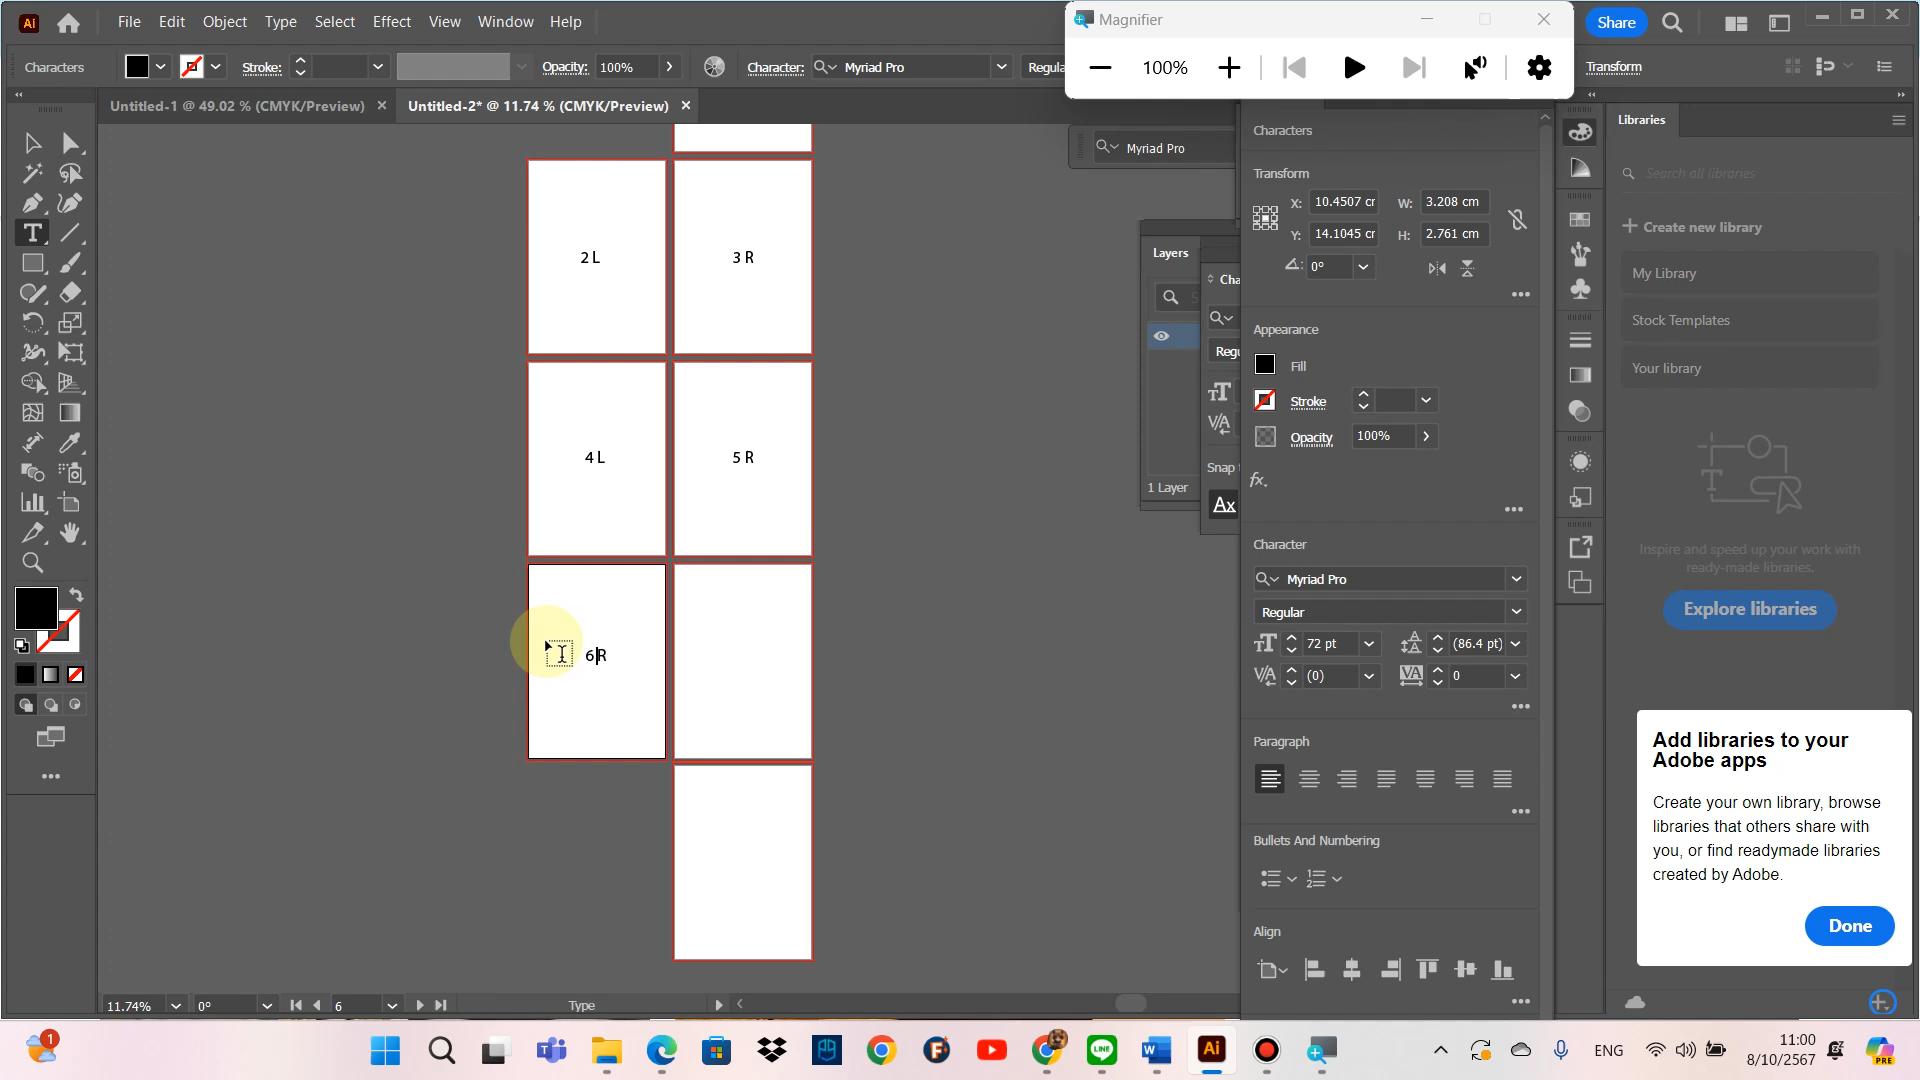 Ai
File Edit Object Type Select Effect View Window Help
Magnifier
Share
Characters
Stroke:
Opacity: 100%
Character: Myriad Pro
Regula
100%
Transform
Untitled-1 @ 49.02 % (CMYK/Preview)
Untitled-2* @ 11.74 % (CMYK/Preview)
Libraries
Characters
Myriad Pro
Transform
Search all libraries
X: 10.4507 cr W: 3.208 cm
Y: 14.1045 cr H: 2.761 cm
Create new library
0°
My Library
Stock Templates
Your library
Layers
Cha
Regu
1 Layer
Snap
Ax
2 L
3 R
4 L
5 R
6 R
Appearance
Fill
Stroke
Opacity 100%
fx.
Character
Myriad Pro
Regular
72 pt (86.4 pt)
(0) 0
Paragraph
Bullets And Numbering
Align
Inspire and speed up your work with
ready-made libraries.
Explore libraries
Add libraries to your
Adobe apps
Create your own library, browse
libraries that others share with
you, or find readymade libraries
created by Adobe.
Done
11.74% 0° 6 Type
1
Ai
ENG
11:00
8/10/2567
PRE